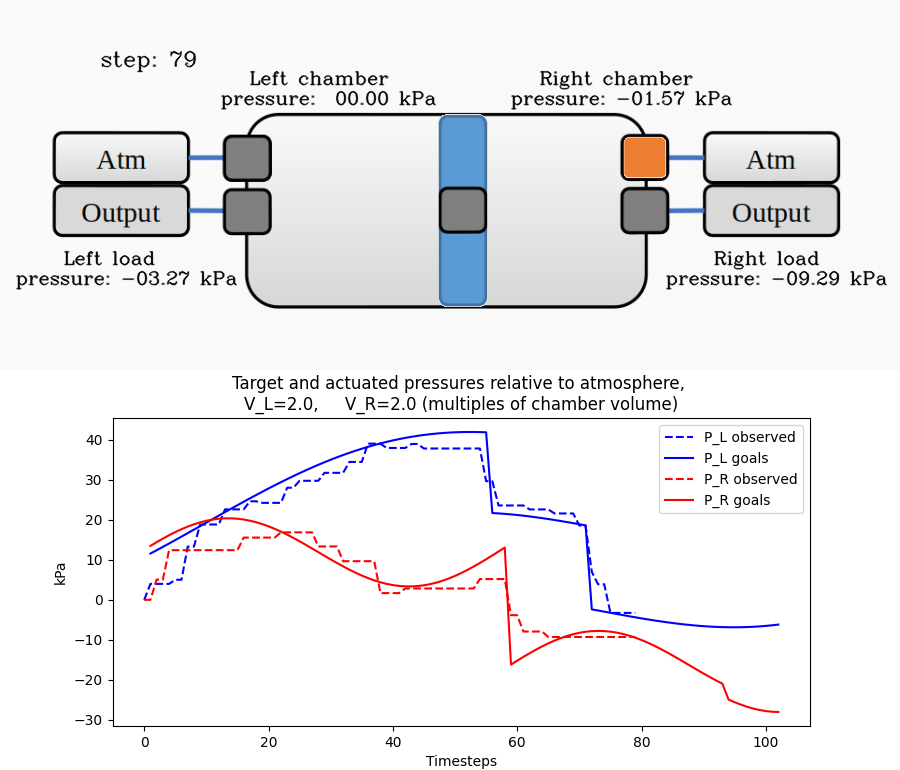 step: 79
Left chamber
pressure:  00.00 kPa
Right chamber
pressure: −01.57 kPa
Atm
Output
Atm
Output
Left load
pressure: −03.27 kPa
Right load
pressure: −09.29 kPa
Target and actuated pressures relative to atmosphere,
V_L=2.0,     V_R=2.0 (multiples of chamber volume)
P_L observed
P_L goals
P_R observed
P_R goals
kPa
40
30
20
10
0
−10
−20
−30
0 20 40 60 80 100
Timesteps